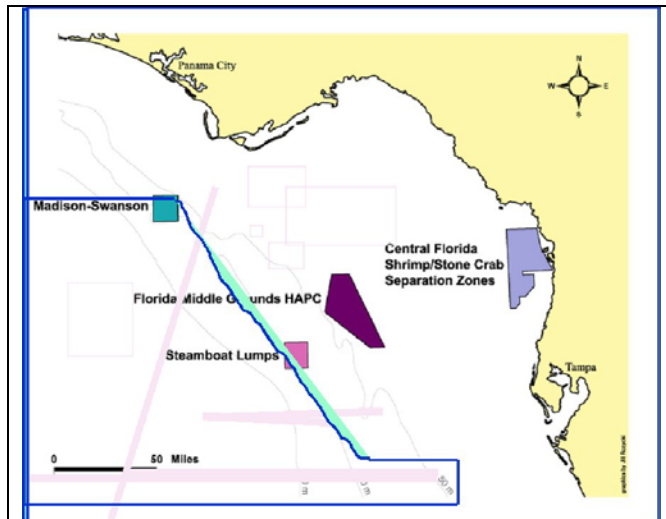 Panama City
N
W
E
S
Madison-Swanson
Central Florida
Shrimp/Stone Crab
Separation Zones
Florida Middle Grounds HAPC
Steamboat Lumps
Tampa
0 50 Miles
50 m